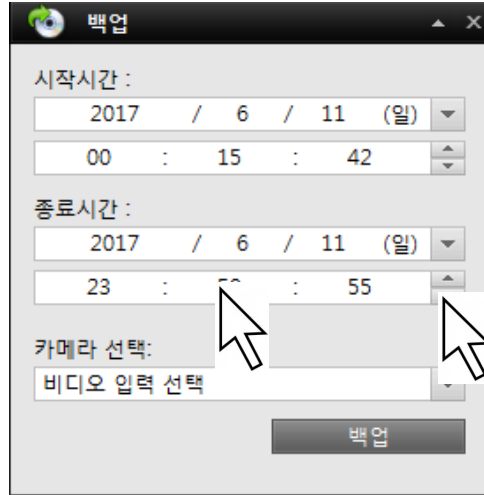 백업
시작시간 :
2017 / 6 / 11 (일)
00 : 15 : 42
종료시간 :
2017 / 6 / 11 (일)
23 : : 55
카메라 선택:
비디오 입력 선택
백업